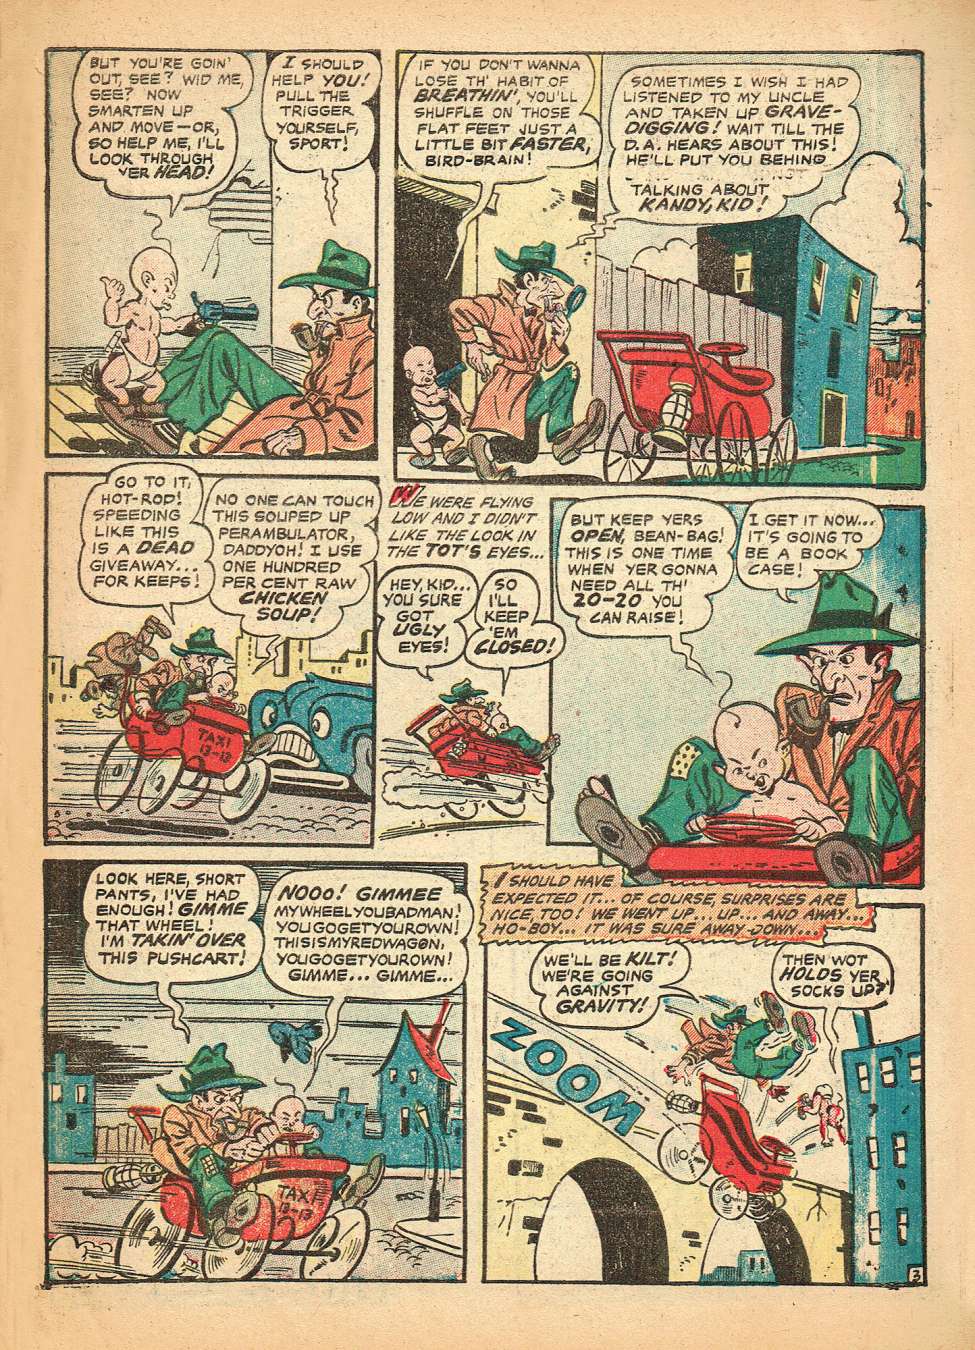 BUT YOU'RE GOIN'
OUT, SEE? WID ME,
SEE? NOW
SMARTEN UP
AND MOVE—OR,
SO HELP ME, I'LL
LOOK THROUGH
YER HEAD!
I SHOULD
HELP YOU!
PULL THE
TRIGGER
YOURSELF,
SPORT!
IF YOU DON'T WANNA
LOSE TH' HABIT OF
BREATHIN', YOU'LL
SHUFFLE ON THOSE
FLAT FEET JUST A
LITTLE BIT FASTER,
BIRD-BRAIN!
SOMETIMES I WISH I HAD
LISTENED TO MY UNCLE
AND TAKEN UP GRAVE-
DIGGING! WAIT TILL THE
D.A. HEARS ABOUT THIS!
HE'LL PUT YOU BEHIND
TALKING ABOUT
KANDY, KID!
GO TO IT,
HOT-ROD!
SPEEDING
LIKE THIS
IS A DEAD
GIVEAWAY...
FOR KEEPS!
NO ONE CAN TOUCH
THIS SOUPED UP
PERAMBULATOR,
DADDYOH! I USE
ONE HUNDRED
PER CENT RAW
CHICKEN
SOUP!
TAXI
13-13
WE WERE FLYING
LOW AND I DIDN'T
LIKE THE LOOK IN
THE TOT'S EYES...
HEY, KID...
YOU SURE
GOT
UGLY
EYES!
SO
I'LL
KEEP
'EM
CLOSED!
BUT KEEP YERS
OPEN, BEAN-BAG!
THIS IS ONE TIME
WHEN YER GONNA
NEED ALL TH'
20-20 YOU
CAN RAISE!
I GET IT NOW...
IT'S GOING TO
BE A BOOK
CASE!
LOOK HERE, SHORT
PANTS, I'VE HAD
ENOUGH! GIMME
THAT WHEEL!
I'M TAKIN' OVER
THIS PUSHCART!
NOOO! GIMMEE
MYWHEELYOUBADMAN!
YOUGOGETYOUROWN!
THISISMYREDWAGON,
YOUGOGETYOUROWN!
GIMME... GIMME...
TAXI
13-13
I SHOULD HAVE
EXPECTED IT... OF COURSE, SURPRISES ARE
NICE, TOO! WE WENT UP... UP... AND AWAY...
HO-BOY... IT WAS SURE AWAY-DOWN...
WE'LL BE KILT!
WE'RE GOING
AGAINST
GRAVITY!
THEN WOT
HOLDS YER
SOCKS UP?
ZOOM
3